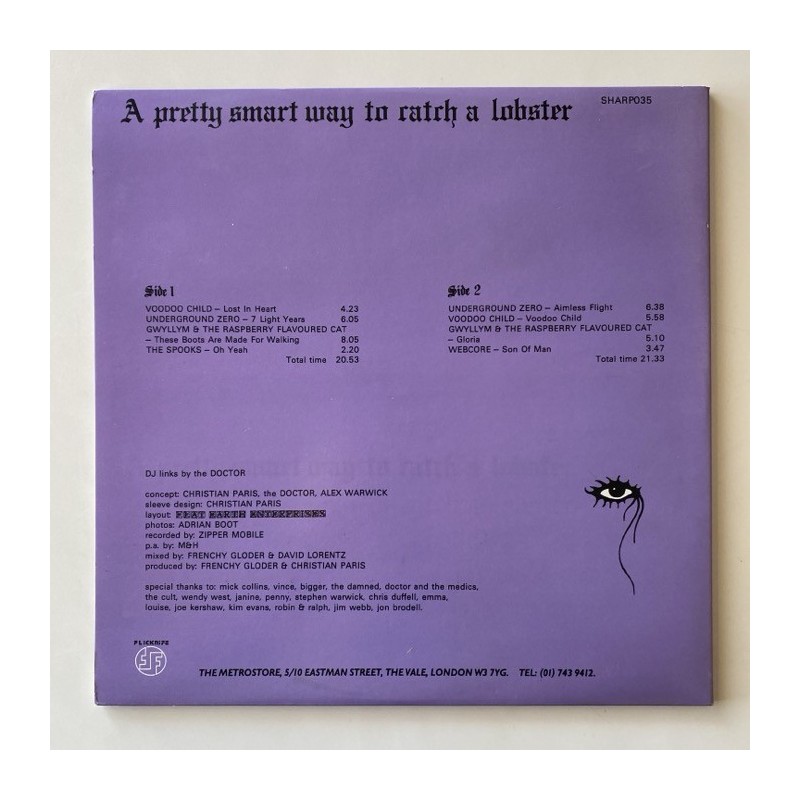 A pretty smart way to catch a lobster
SHARP035
Side 1
VOODOO CHILD – Lost In Heart 4.23
UNDERGROUND ZERO – 7 Light Years 6.05
GWYLLYM & THE RASPBERRY FLAVOURED CAT
– These Boots Are Made For Walking 8.05
THE SPOOKS – Oh Yeah 2.20
Total time 20.53
Side 2
UNDERGROUND ZERO – Aimless Flight 6.38
VOODOO CHILD – Voodoo Child 5.58
GWYLLYM & THE RASPBERRY FLAVOURED CAT
– Gloria 5.10
WEBCORE – Son Of Man 3.47
Total time 21.33
DJ links by the DOCTOR
concept: CHRISTIAN PARIS, the DOCTOR, ALEX WARWICK
sleeve design: CHRISTIAN PARIS
layout: FLAT EARTH ENTERPRISES
photos: ADRIAN BOOT
recorded by: ZIPPER MOBILE
p.a. by: M&H
mixed by: FRENCHY GLODER & DAVID LORENTZ
produced by: FRENCHY GLODER & CHRISTIAN PARIS
special thanks to: mick collins, vince, bigger, the damned, doctor and the medics,
the cult, wendy west, janine, penny, stephen warwick, chris duffell, emma,
louise, joe kershaw, kim evans, robin & ralph, jim webb, jon brodell.
FLICKNIFE
THE METROSTORE, 5/10 EASTMAN STREET, THE VALE, LONDON W3 7YG. TEL: (01) 743 9412.